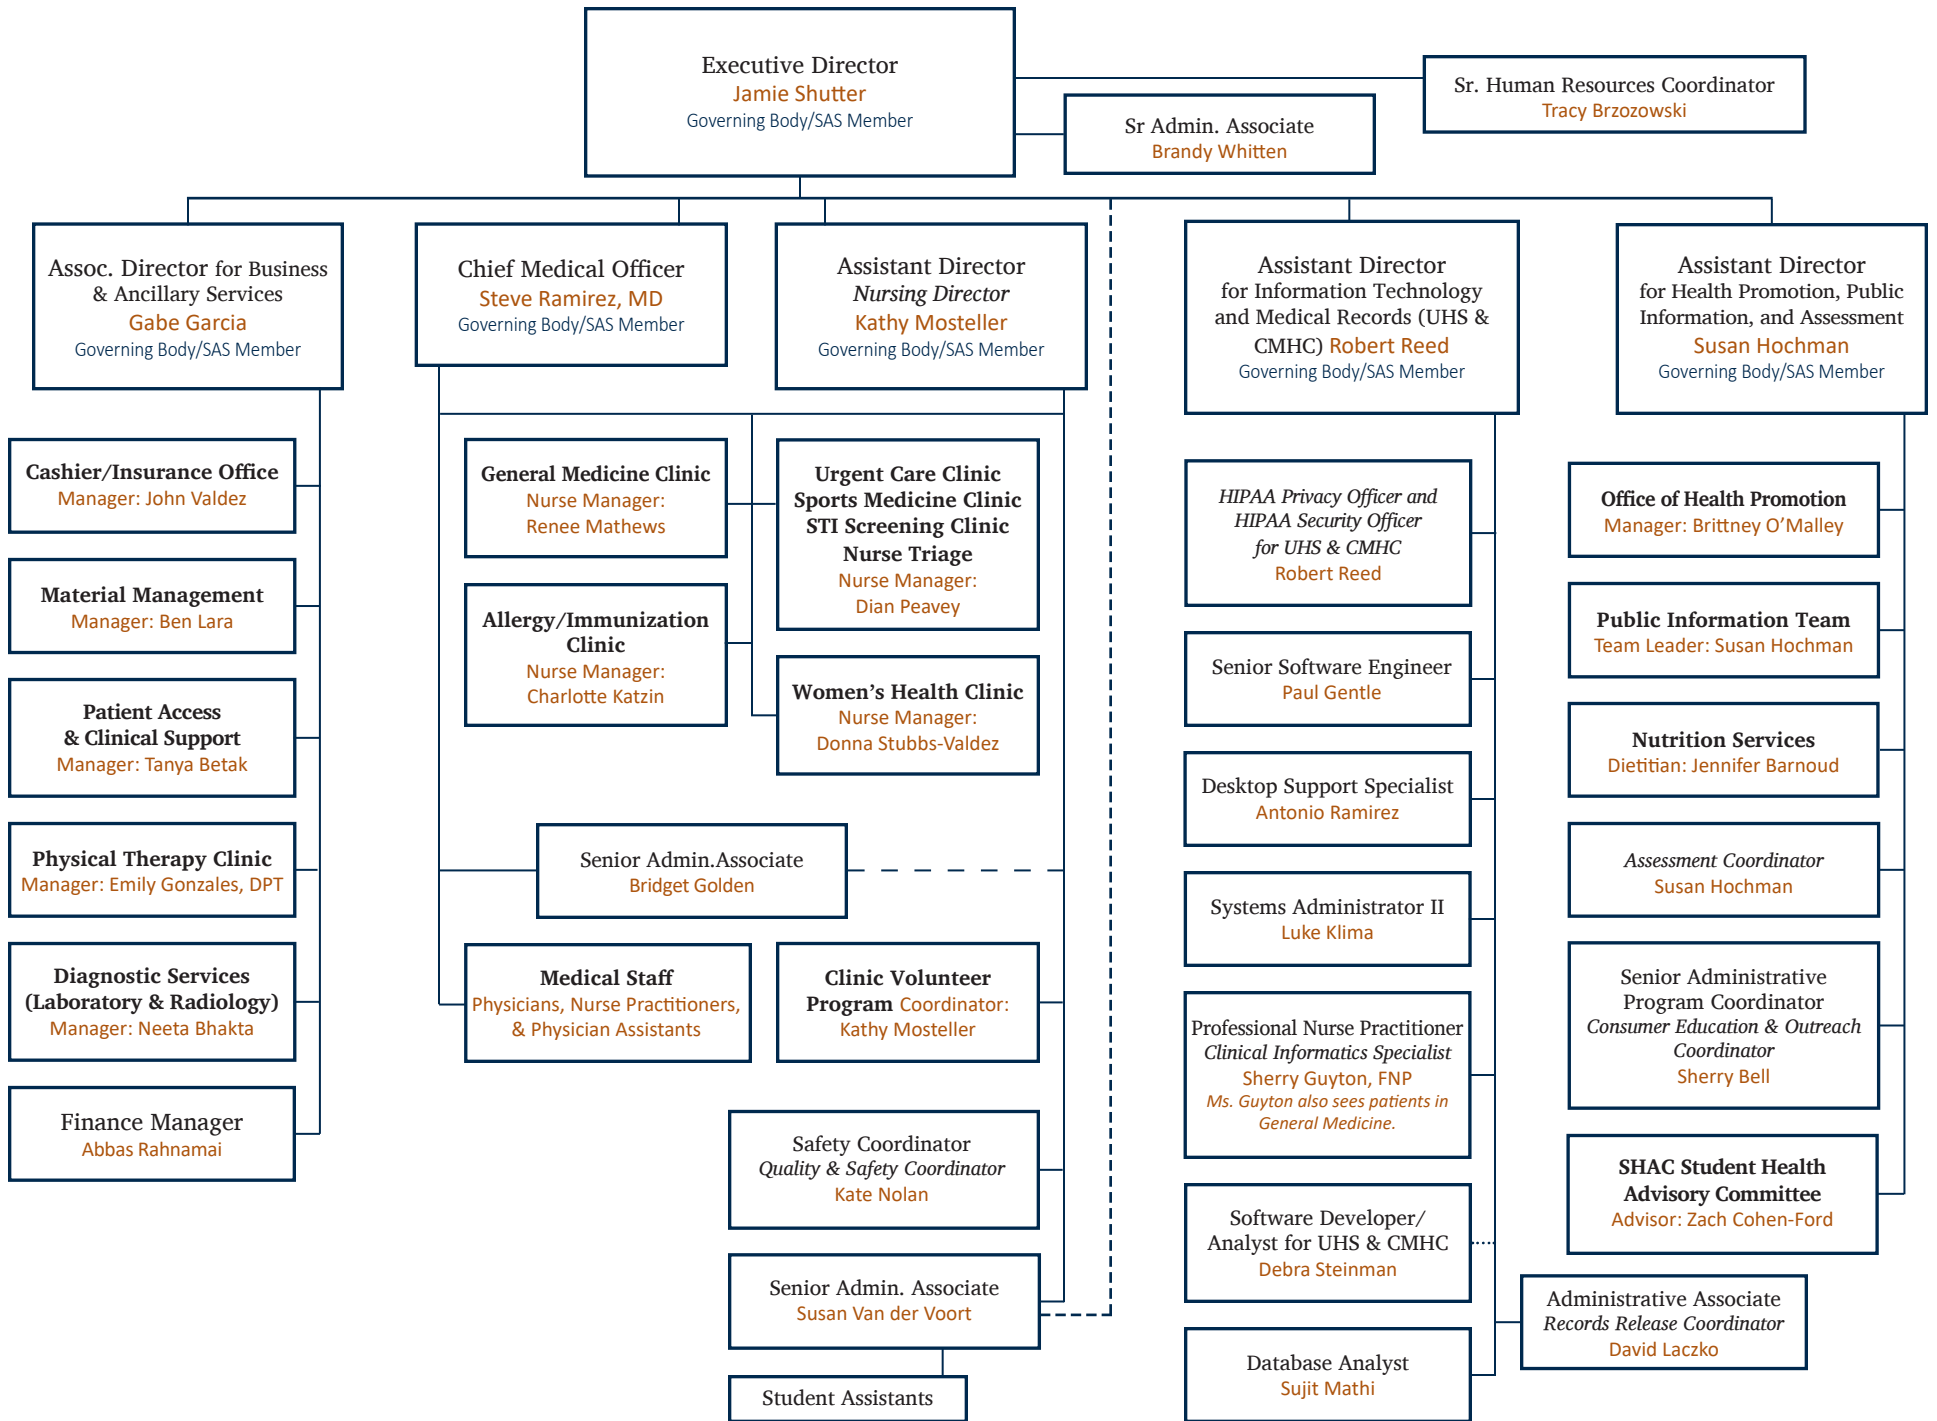 Executive Director
Jamie Shutter
Governing Body/SAS Member
Sr. Human Resources Coordinator
Tracy Brzozowski
Sr Admin. Associate
Brandy Whitten
Assoc. Director for Business
& Ancillary Services
Gabe Garcia
Governing Body/SAS Member
Chief Medical Officer
Steve Ramirez, MD
Governing Body/SAS Member
Assistant Director
Nursing Director
Kathy Mosteller
Governing Body/SAS Member
Assistant Director
for Information Technology
and Medical Records (UHS &
CMHC) Robert Reed
Governing Body/SAS Member
Assistant Director
for Health Promotion, Public
Information, and Assessment
Susan Hochman
Governing Body/SAS Member
Cashier/Insurance Office
Manager: John Valdez
Material Management
Manager: Ben Lara
Patient Access
& Clinical Support
Manager: Tanya Betak
Physical Therapy Clinic
Manager: Emily Gonzales, DPT
Diagnostic Services
(Laboratory & Radiology)
Manager: Neeta Bhakta
Finance Manager
Abbas Rahnamai
General Medicine Clinic
Nurse Manager:
Renee Mathews
Allergy/Immunization
Clinic
Nurse Manager:
Charlotte Katzin
Urgent Care Clinic
Sports Medicine Clinic
STI Screening Clinic
Nurse Triage
Nurse Manager:
Dian Peavey
Women’s Health Clinic
Nurse Manager:
Donna Stubbs-Valdez
Senior Admin.Associate
Bridget Golden
Medical Staff
Physicians, Nurse Practitioners,
& Physician Assistants
Clinic Volunteer
Program Coordinator:
Kathy Mosteller
Safety Coordinator
Quality & Safety Coordinator
Kate Nolan
Senior Admin. Associate
Susan Van der Voort
Student Assistants
HIPAA Privacy Officer and
HIPAA Security Officer
for UHS & CMHC
Robert Reed
Senior Software Engineer
Paul Gentle
Desktop Support Specialist
Antonio Ramirez
Systems Administrator II
Luke Klima
Professional Nurse Practitioner
Clinical Informatics Specialist
Sherry Guyton, FNP
Ms. Guyton also sees patients in
General Medicine.
Software Developer/
Analyst for UHS & CMHC
Debra Steinman
Database Analyst
Sujit Mathi
Office of Health Promotion
Manager: Brittney O’Malley
Public Information Team
Team Leader: Susan Hochman
Nutrition Services
Dietitian: Jennifer Barnoud
Assessment Coordinator
Susan Hochman
Senior Administrative
Program Coordinator
Consumer Education & Outreach
Coordinator
Sherry Bell
SHAC Student Health
Advisory Committee
Advisor: Zach Cohen-Ford
Administrative Associate
Records Release Coordinator
David Laczko